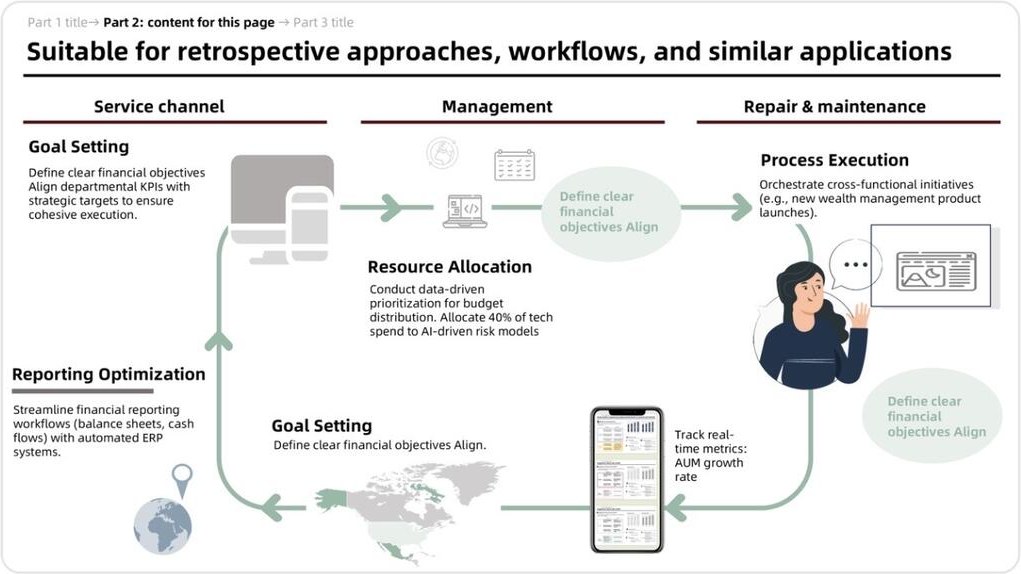 Part 1 title→ Part 2: content for this page → Part 3 title
Suitable for retrospective approaches, workflows, and similar applications
Service channel
Management
Repair & maintenance
Goal Setting
Define clear financial objectives
Align departmental KPIs with
strategic targets to ensure
cohesive execution.
Define clear
financial
objectives Align
Process Execution
Orchestrate cross-functional initiatives
(e.g., new wealth management product
launches).
Resource Allocation
Conduct data-driven
prioritization for budget
distribution. Allocate 40% of tech
spend to AI-driven risk models
Reporting Optimization
Streamline financial reporting
workflows (balance sheets, cash
flows) with automated ERP
systems.
Goal Setting
Define clear financial objectives Align.
Track real-
time metrics:
AUM growth
rate
Define clear
financial
objectives Align